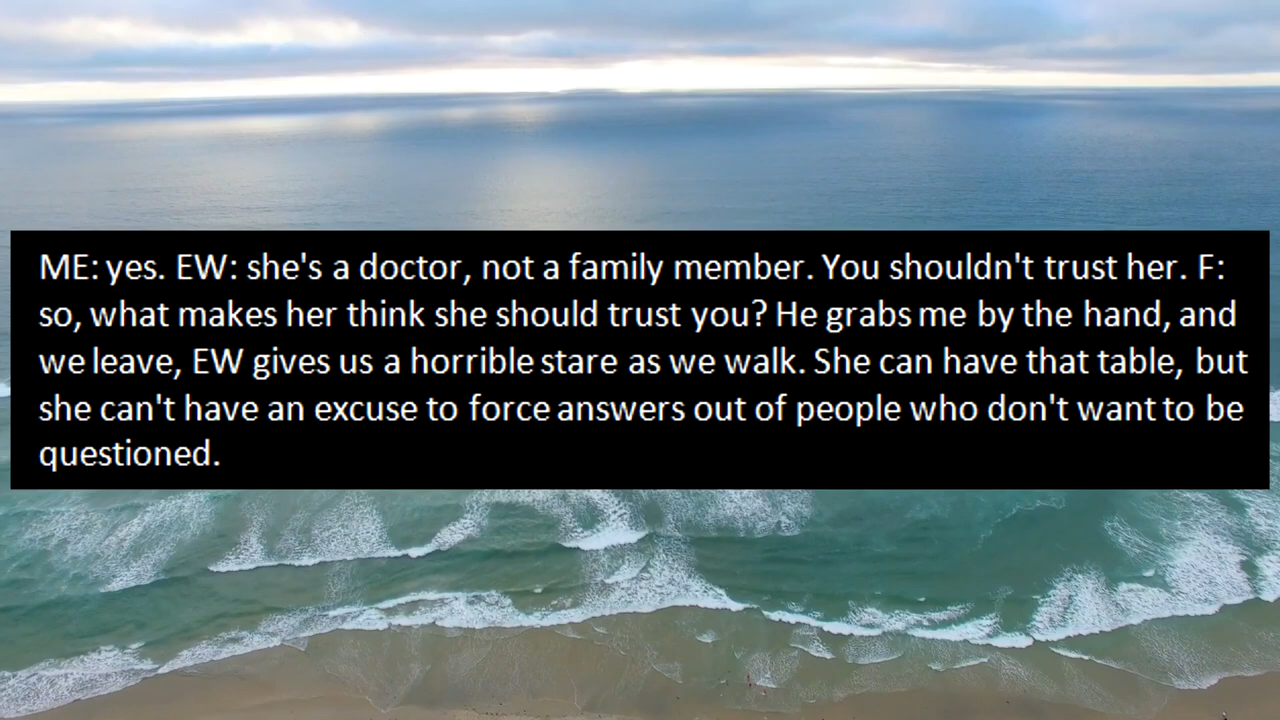 ME: yes. EW: she's a doctor, not a family member. You shouldn't trust her. F:
so, what makes her think she should trust you? He grabs me by the hand, and
we leave, EW gives us a horrible stare as we walk. She can have that table, but
she can't have an excuse to force answers out of people who don't want to be
questioned.